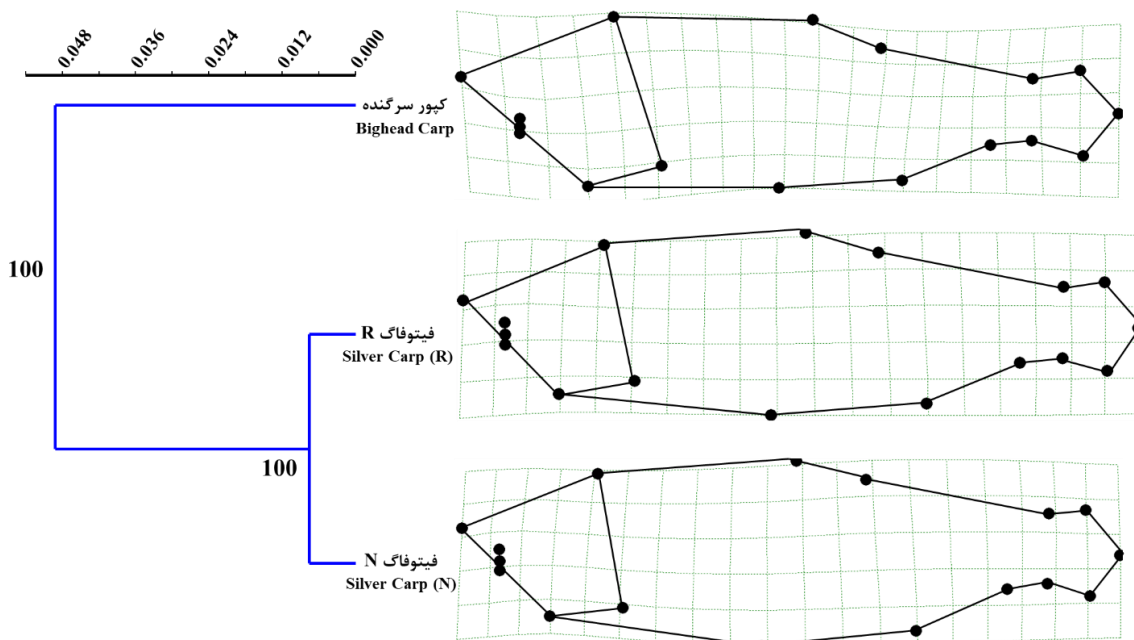 0.048
0.036
0.024
0.012
0.000
کپور سرگنده
Bighead Carp
100
فیتوفاگ R
Silver Carp (R)
100
فیتوفاگ N
Silver Carp (N)